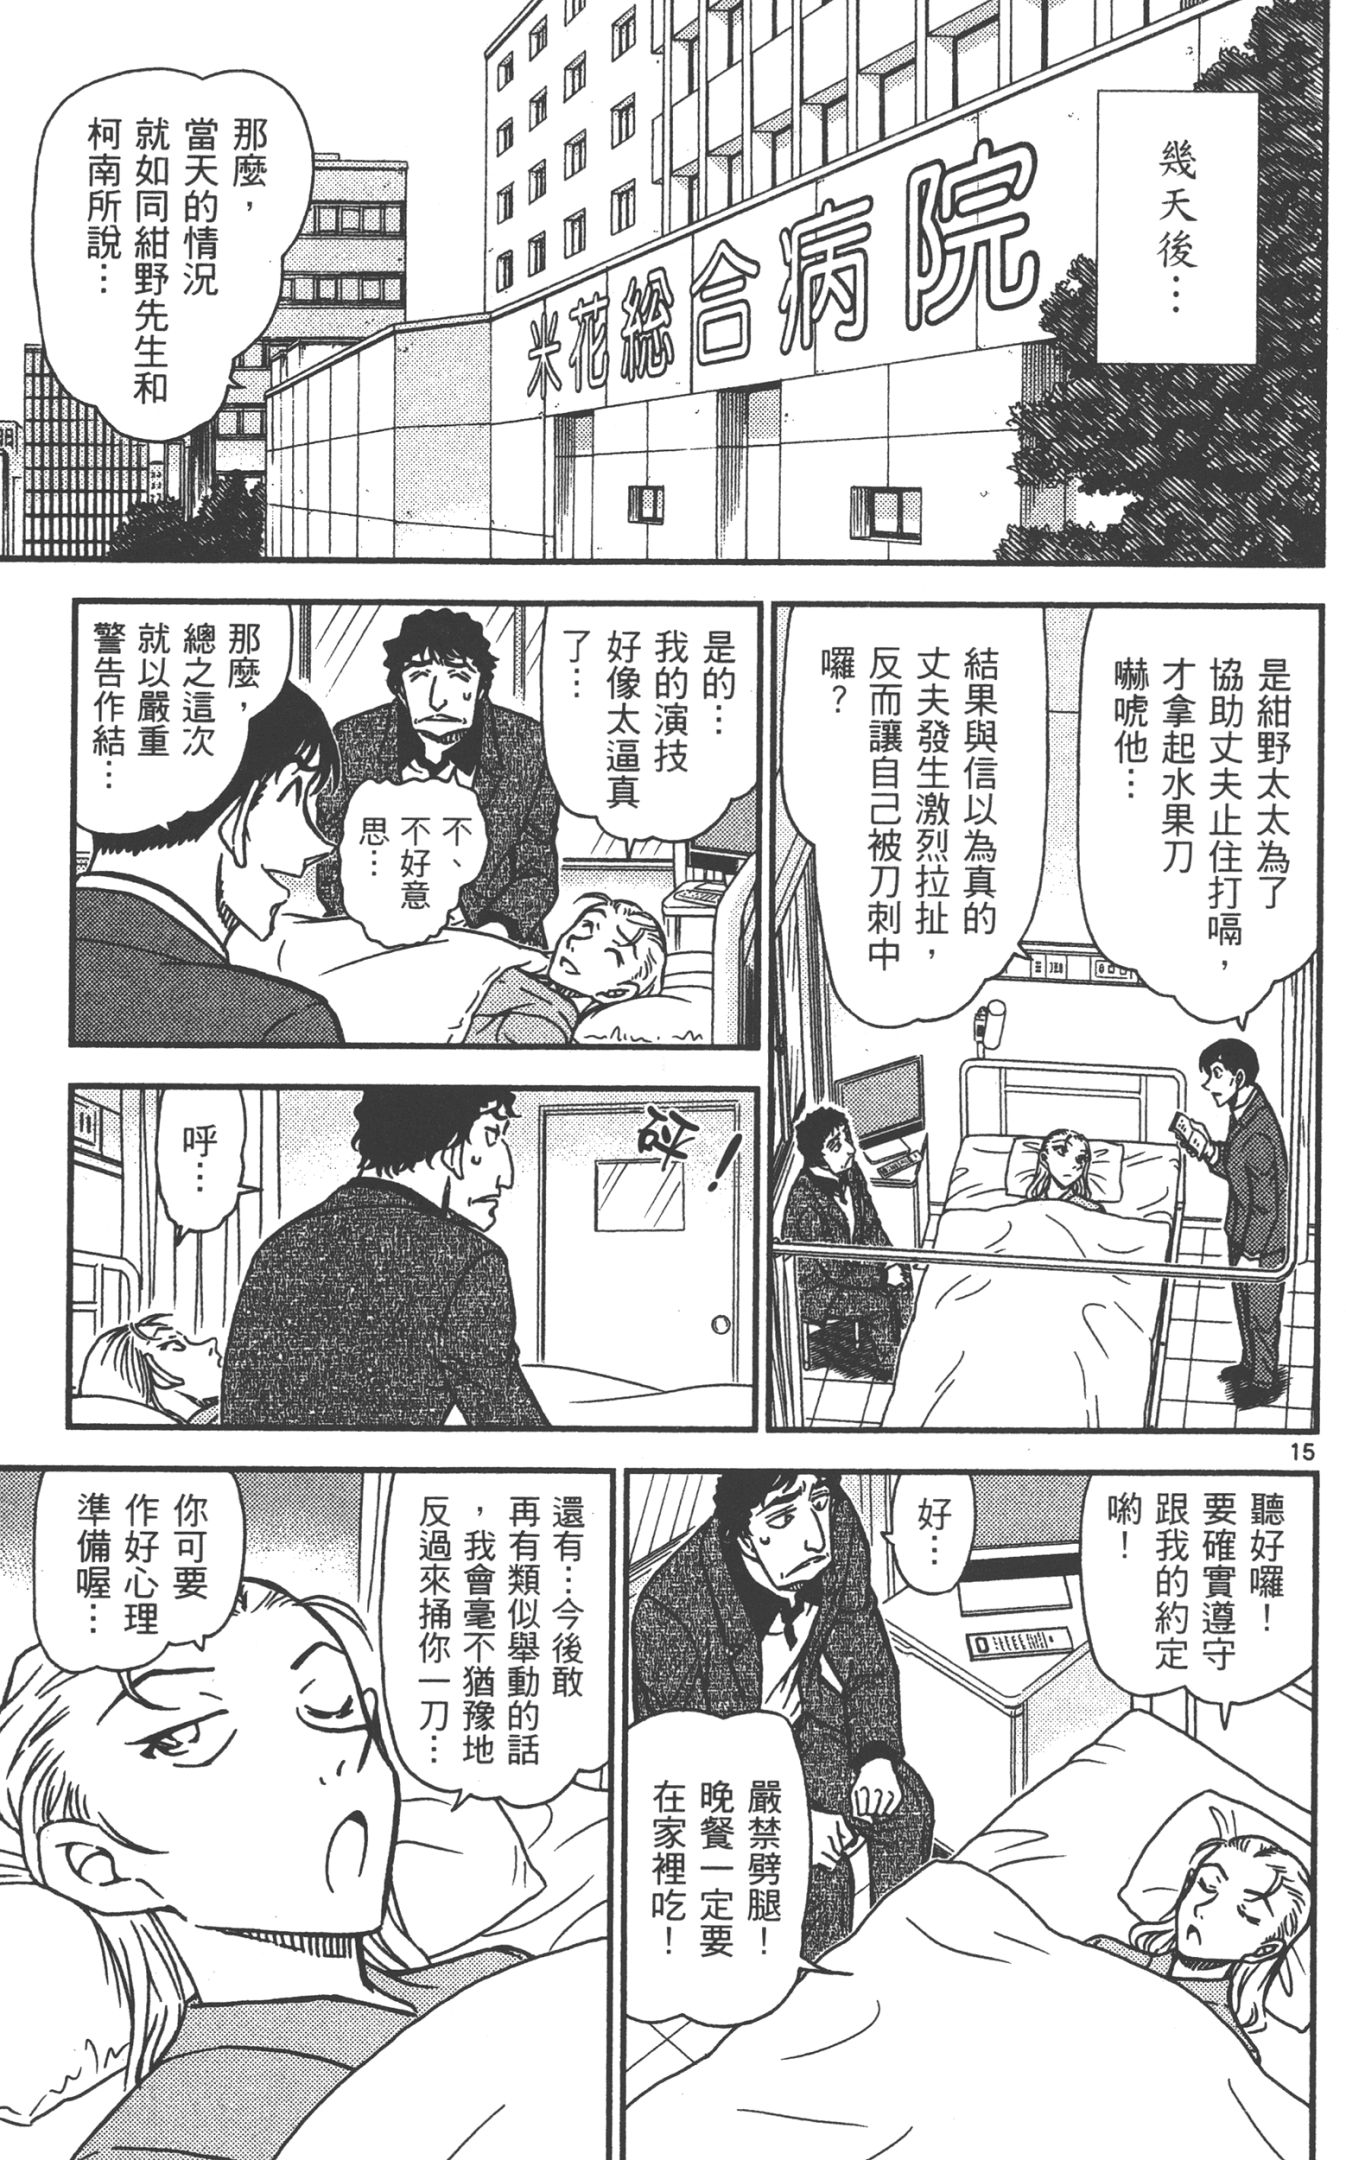 幾天後…
米花総合病院
那麼，
當天的情況
就如同紺野先生和
柯南所說…
是紺野太太為了
協助丈夫止住打嗝，
才拿起水果刀
嚇唬他…
結果與信以為真的
丈夫發生激烈拉扯，
反而讓自己被刀刺中
囉？
是的…
我的演技
好像太逼真
了…
不、
不好意
思…
那麼，
總之這次
就以嚴重
警告作結…
呼…
15
聽好囉！
要確實遵守
跟我的約定
喲！
好…
嚴禁劈腿！
晚餐一定要
在家裡吃！
還有…今後敢
再有類似舉動的話
，我會毫不猶豫地
反過來捅你一刀…
你可要
作好心理
準備喔…